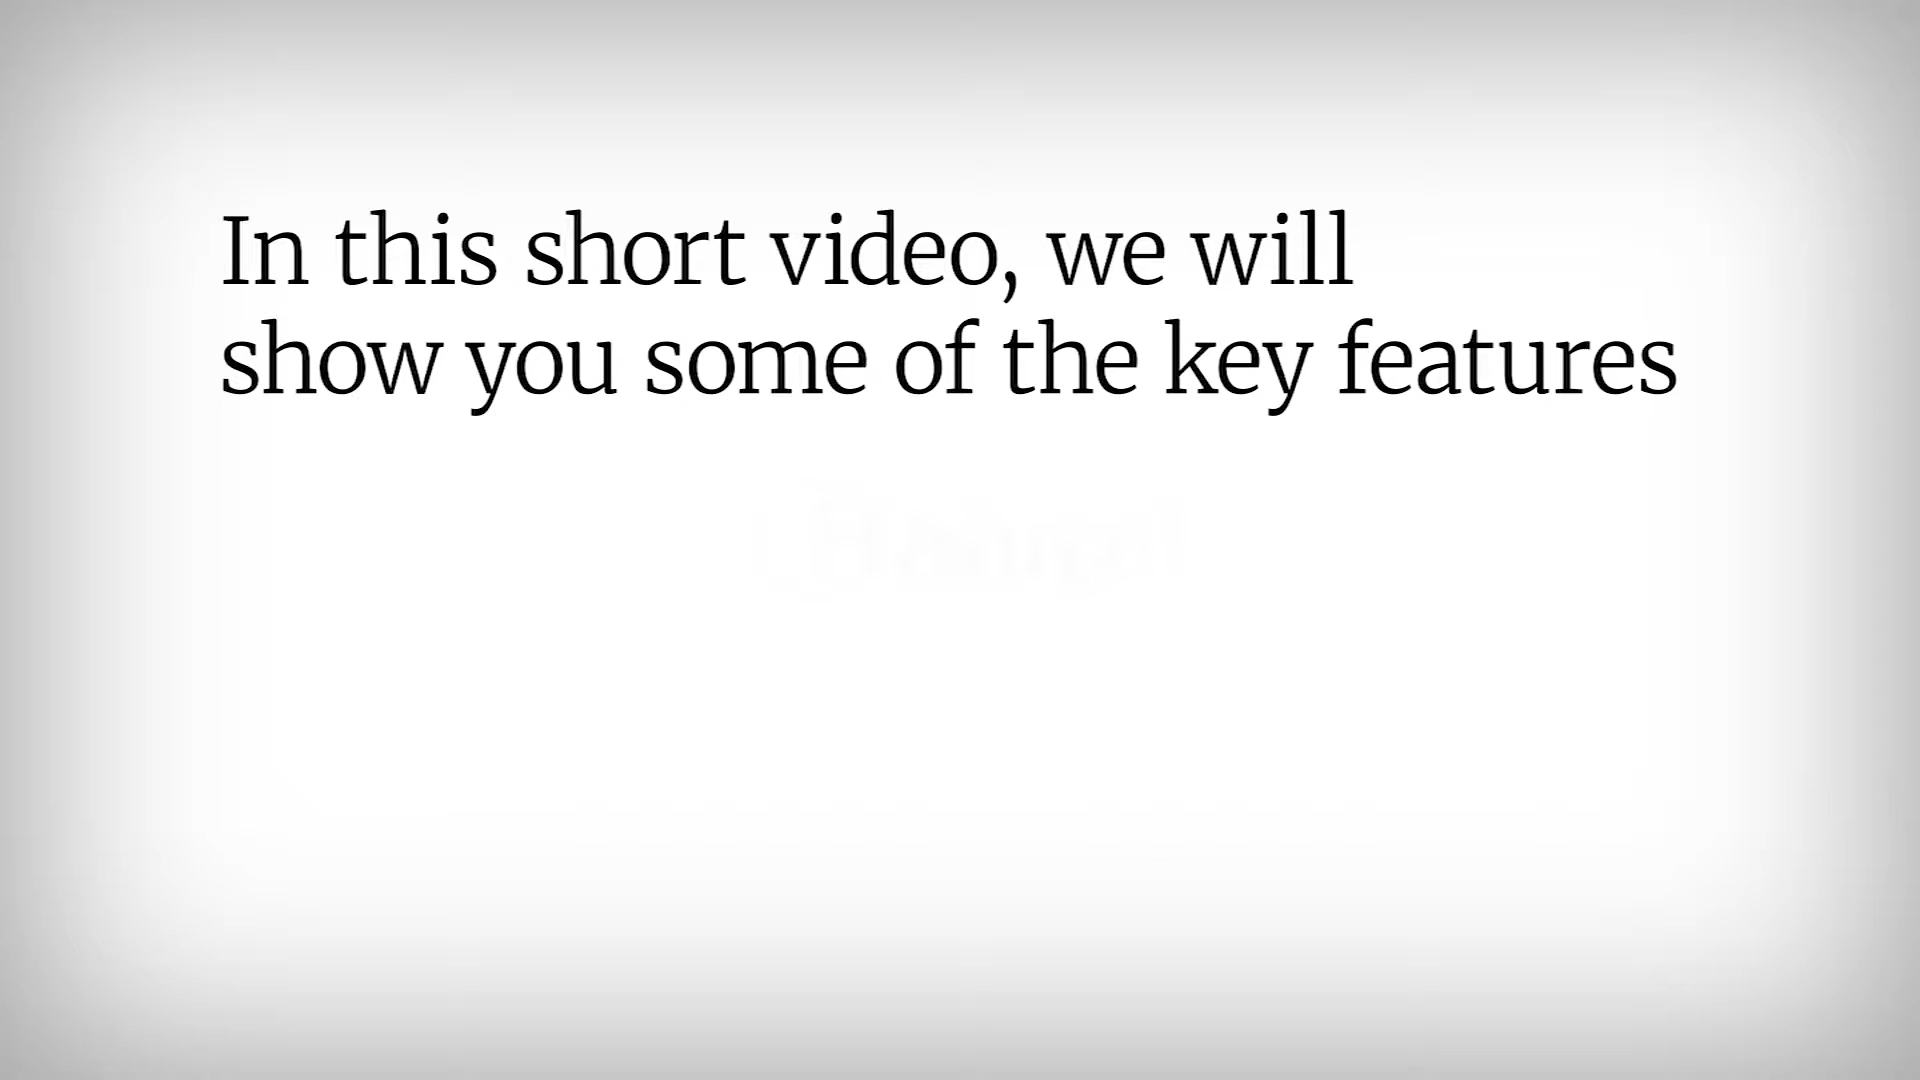 In this short video, we will
show you some of the key features